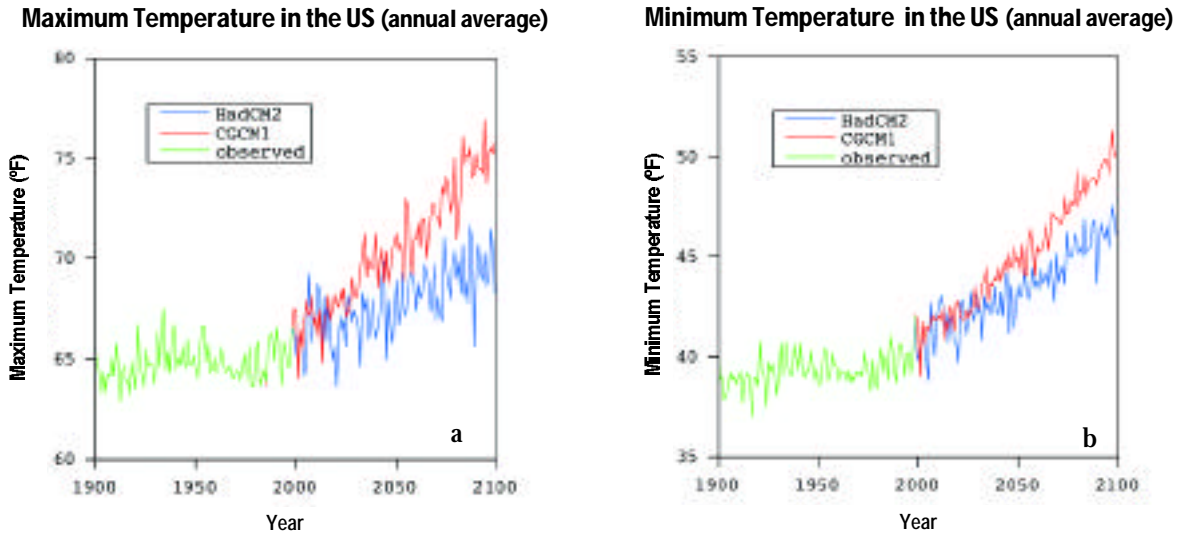 Maximum Temperature in the US (annual average)
80
75
70
65
60
HadCM2
CGCM1
observed
Maximum Temperature (ºF)
a
1900 1950 2000 2050 2100
Year
Minimum Temperature in the US (annual average)
55
50
45
40
35
HadCM2
CGCM1
observed
Minimum Temperature (ºF)
b
1900 1950 2000 2050 2100
Year